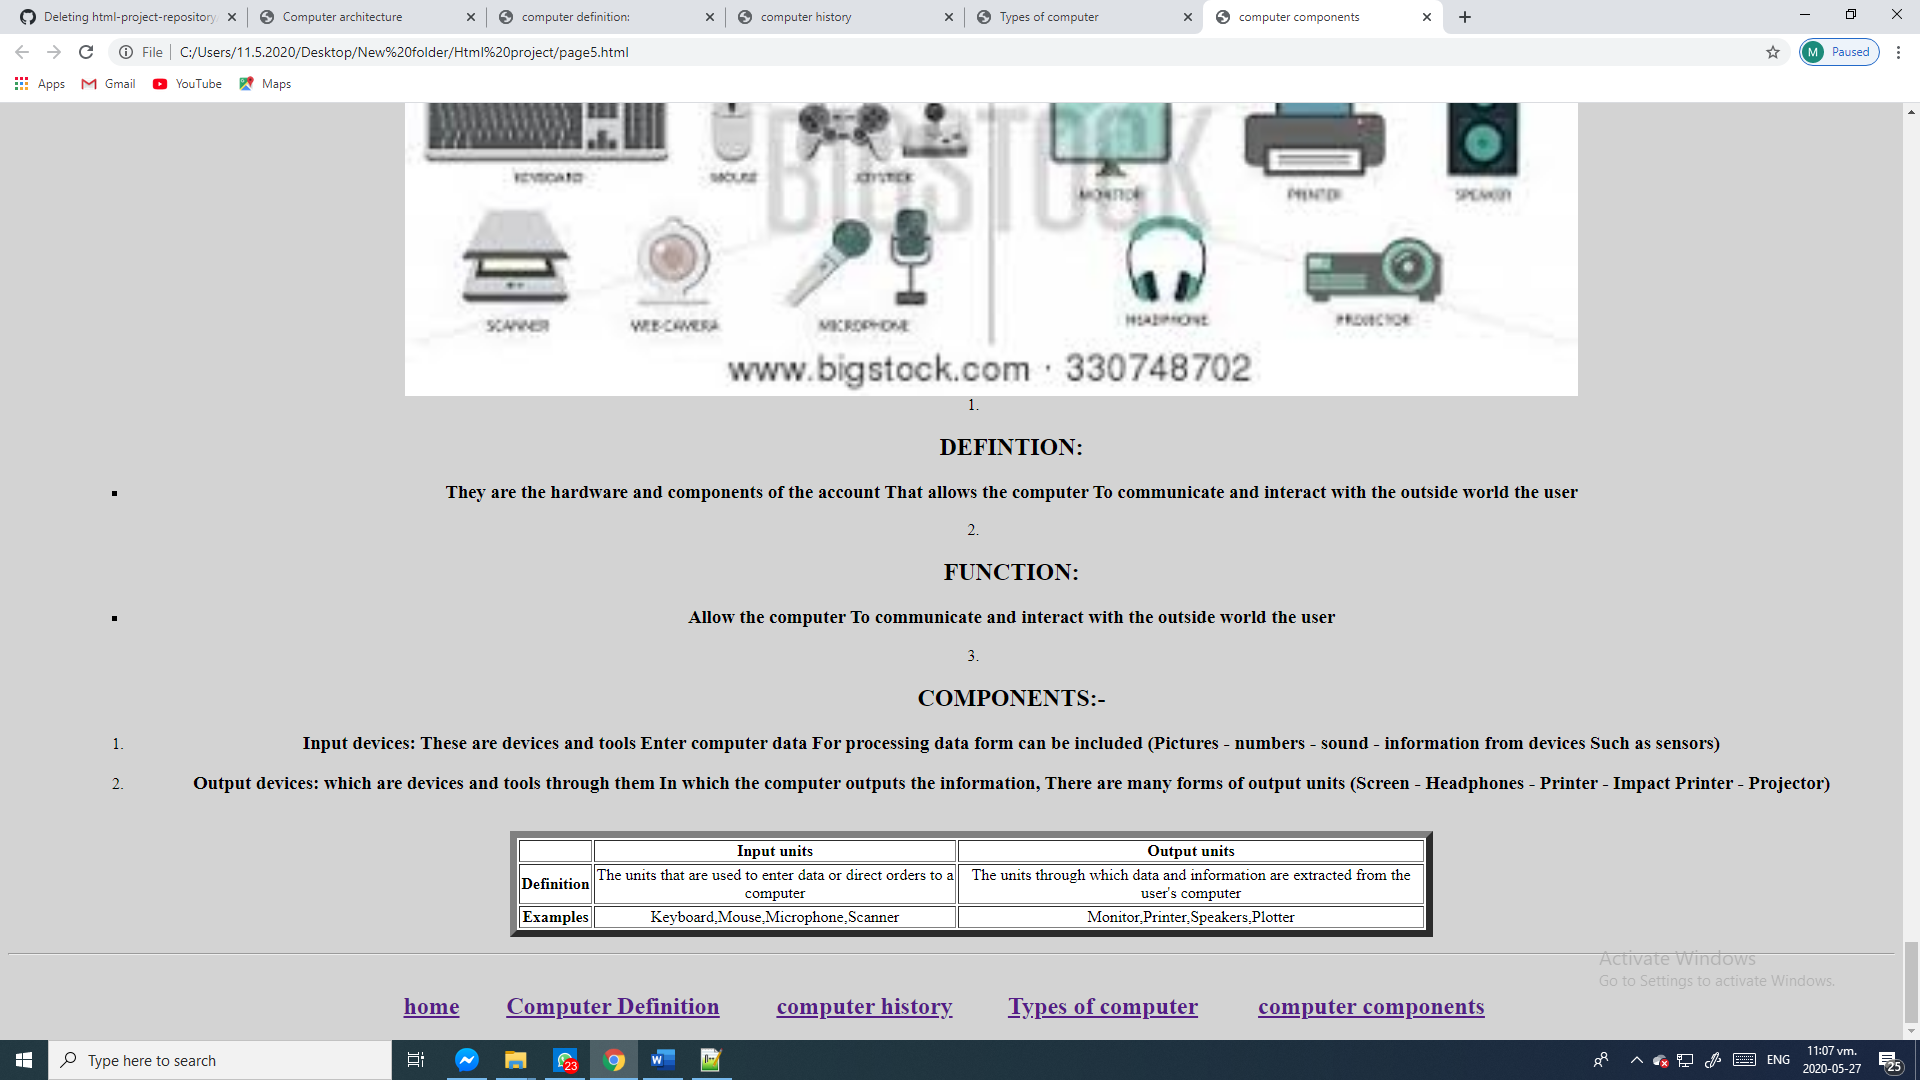 Deleting html-project-repository
Computer architecture
computer definition:
computer history
Types of computer
computer components
File
C:/Users/11.5.2020/Desktop/New%20folder/Html%20project/page5.html
M
Paused
Apps
Gmail
YouTube
Maps
BIGSTOCK
KEYBOARD
MOUSE
JOYSTICK
MONITOR
PRINTER
SPEAKER
SCANNER
WEB-CAMERA
MICROPHONE
HEADPHONE
PROJECTOR
www.bigstock.com · 330748702
1.
DEFINTION:
They are the hardware and components of the account That allows the computer To communicate and interact with the outside world the user
2.
FUNCTION:
Allow the computer To communicate and interact with the outside world the user
3.
COMPONENTS:-
1. Input devices: These are devices and tools Enter computer data For processing data form can be included (Pictures - numbers - sound - information from devices Such as sensors)
2. Output devices: which are devices and tools through them In which the computer outputs the information, There are many forms of output units (Screen - Headphones - Printer - Impact Printer - Projector)
Input units Output units
Definition
The units that are used to enter data or direct orders to a
computer
The units through which data and information are extracted from the
user's computer
Examples Keyboard,Mouse,Microphone,Scanner Monitor,Printer,Speakers,Plotter
Activate Windows
Go to Settings to activate Windows.
home Computer Definition computer history Types of computer computer components
Type here to search
23
W
ENG
11:07 vm.
2020-05-27
25